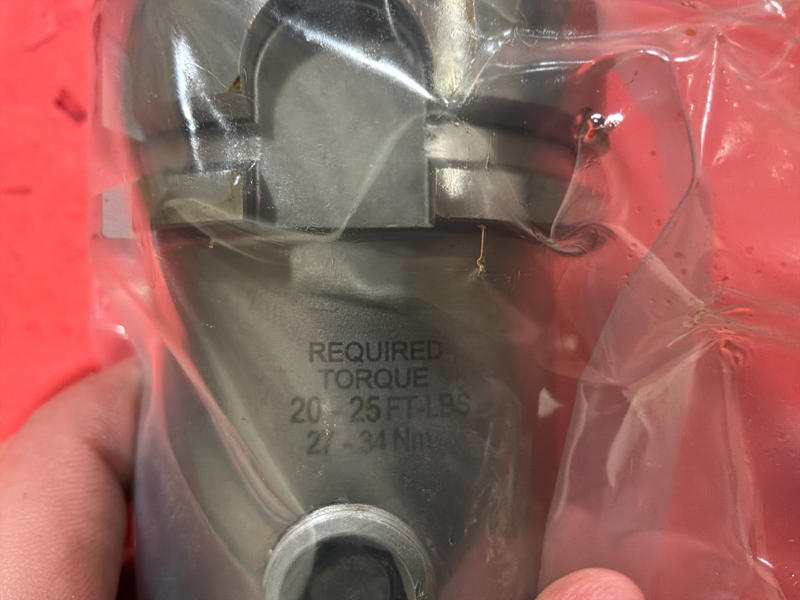 REQUIRED
TORQUE
20 - 25 FT-LBS
27 - 34 Nm